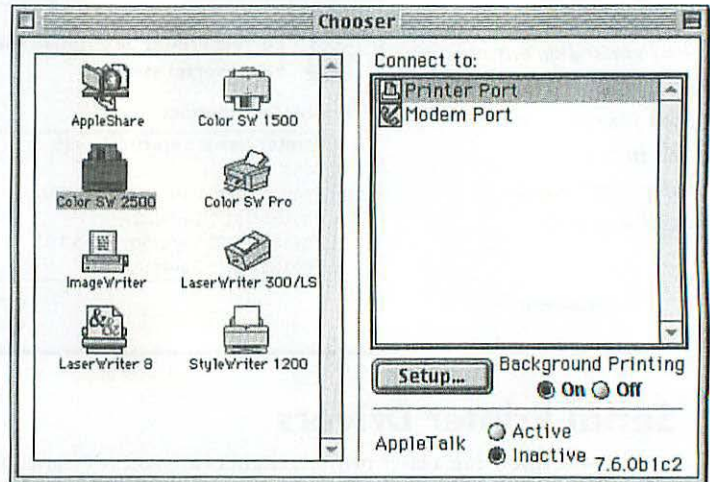 Chooser
AppleShare
Color SW 1500
Color SW 2500
Color SW Pro
ImageWriter
LaserWriter 300/LS
LaserWriter 8
StyleWriter 1200
Connect to:
Printer Port
Modem Port
Setup...
Background Printing
On Off
AppleTalk
Active
Inactive
7.6.0b1c2